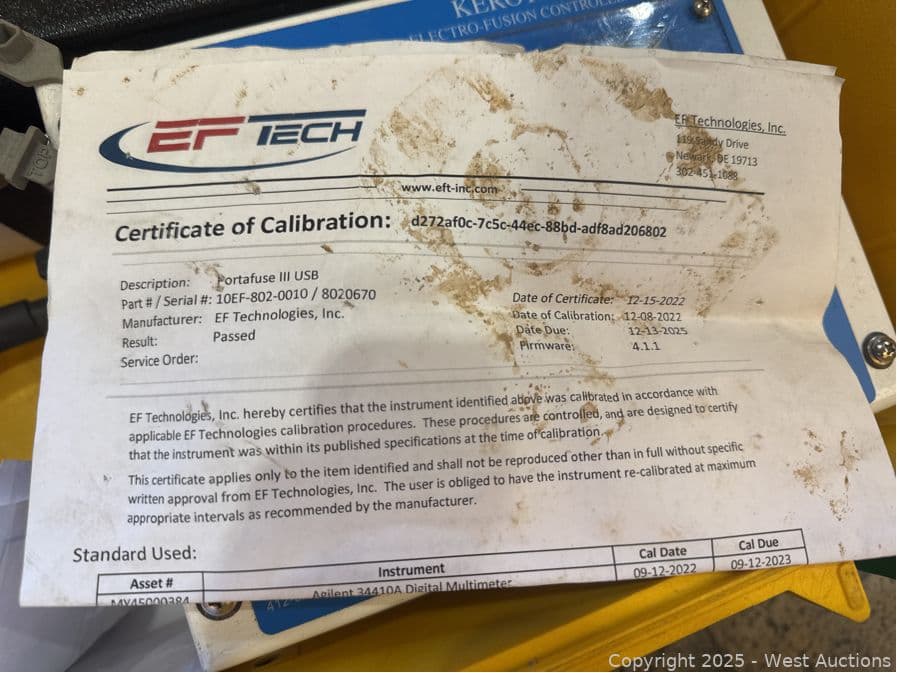 KERO
ELECTRO-FUSION CONTROL
TOP
EF TECH
EF Technologies, Inc.
119 Sandy Drive
Newark, DE 19713
302-451-1088
www.eft-inc.com
Certificate of Calibration: d272af0c-7c5c-44ec-88bd-adf8ad206802
Description: Portafuse III USB
Part # / Serial #: 10EF-802-0010 / 8020670
Manufacturer: EF Technologies, Inc.
Result: Passed
Service Order:
Date of Certificate: 12-15-2022
Date of Calibration: 12-08-2022
Date Due: 12-13-2025
Firmware: 4.1.1
EF Technologies, Inc. hereby certifies that the instrument identified above was calibrated in accordance with
applicable EF Technologies calibration procedures. These procedures are controlled, and are designed to certify
that the instrument was within its published specifications at the time of calibration.
This certificate applies only to the item identified and shall not be reproduced other than in full without specific
written approval from EF Technologies, Inc. The user is obliged to have the instrument re-calibrated at maximum
appropriate intervals as recommended by the manufacturer.
Standard Used:
Asset # Instrument Cal Date Cal Due
MY45000384 Agilent 34410A Digital Multimeter 09-12-2022 09-12-2023
412
Copyright 2025 - West Auctions